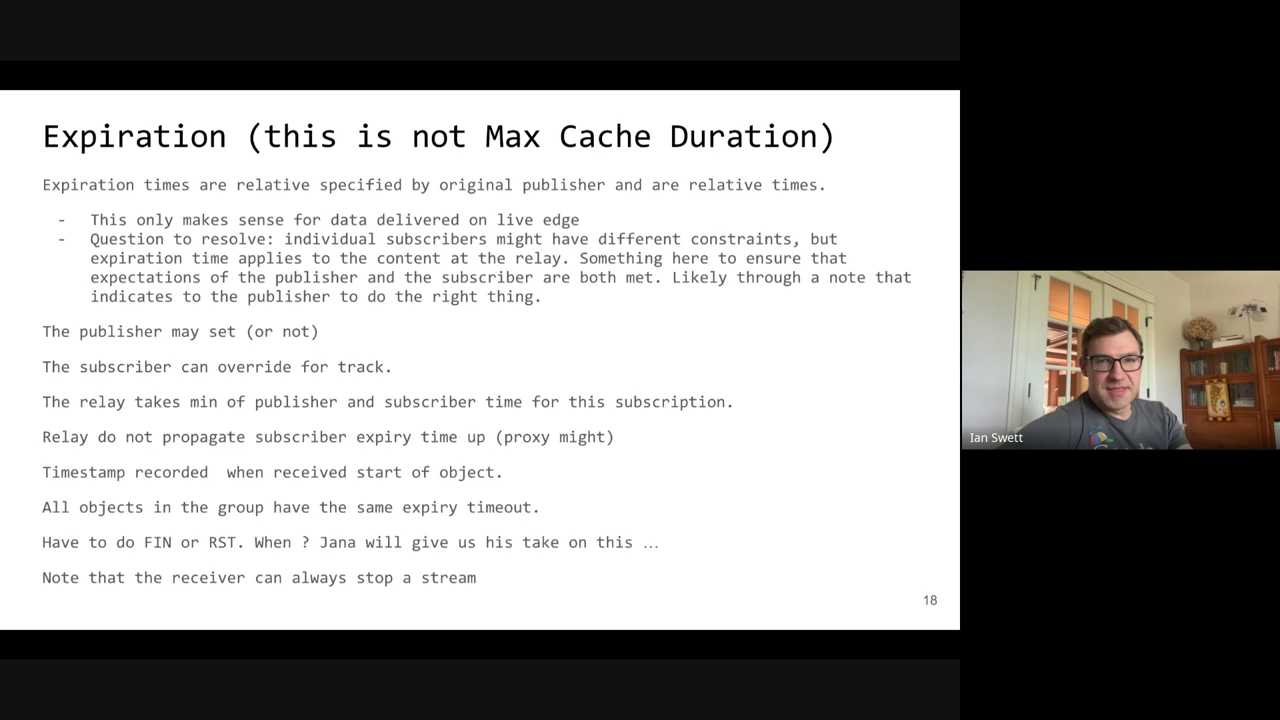 Expiration (this is not Max Cache Duration)
Expiration times are relative specified by original publisher and are relative times.
- This only makes sense for data delivered on live edge
- Question to resolve: individual subscribers might have different constraints, but
expiration time applies to the content at the relay. Something here to ensure that
expectations of the publisher and the subscriber are both met. Likely through a note that
indicates to the publisher to do the right thing.
The publisher may set (or not)
The subscriber can override for track.
The relay takes min of publisher and subscriber time for this subscription.
Relay do not propagate subscriber expiry time up (proxy might)
Timestamp recorded  when received start of object.
All objects in the group have the same expiry timeout.
Have to do FIN or RST. When ? Jana will give us his take on this ...
Note that the receiver can always stop a stream
18
Ian Swett